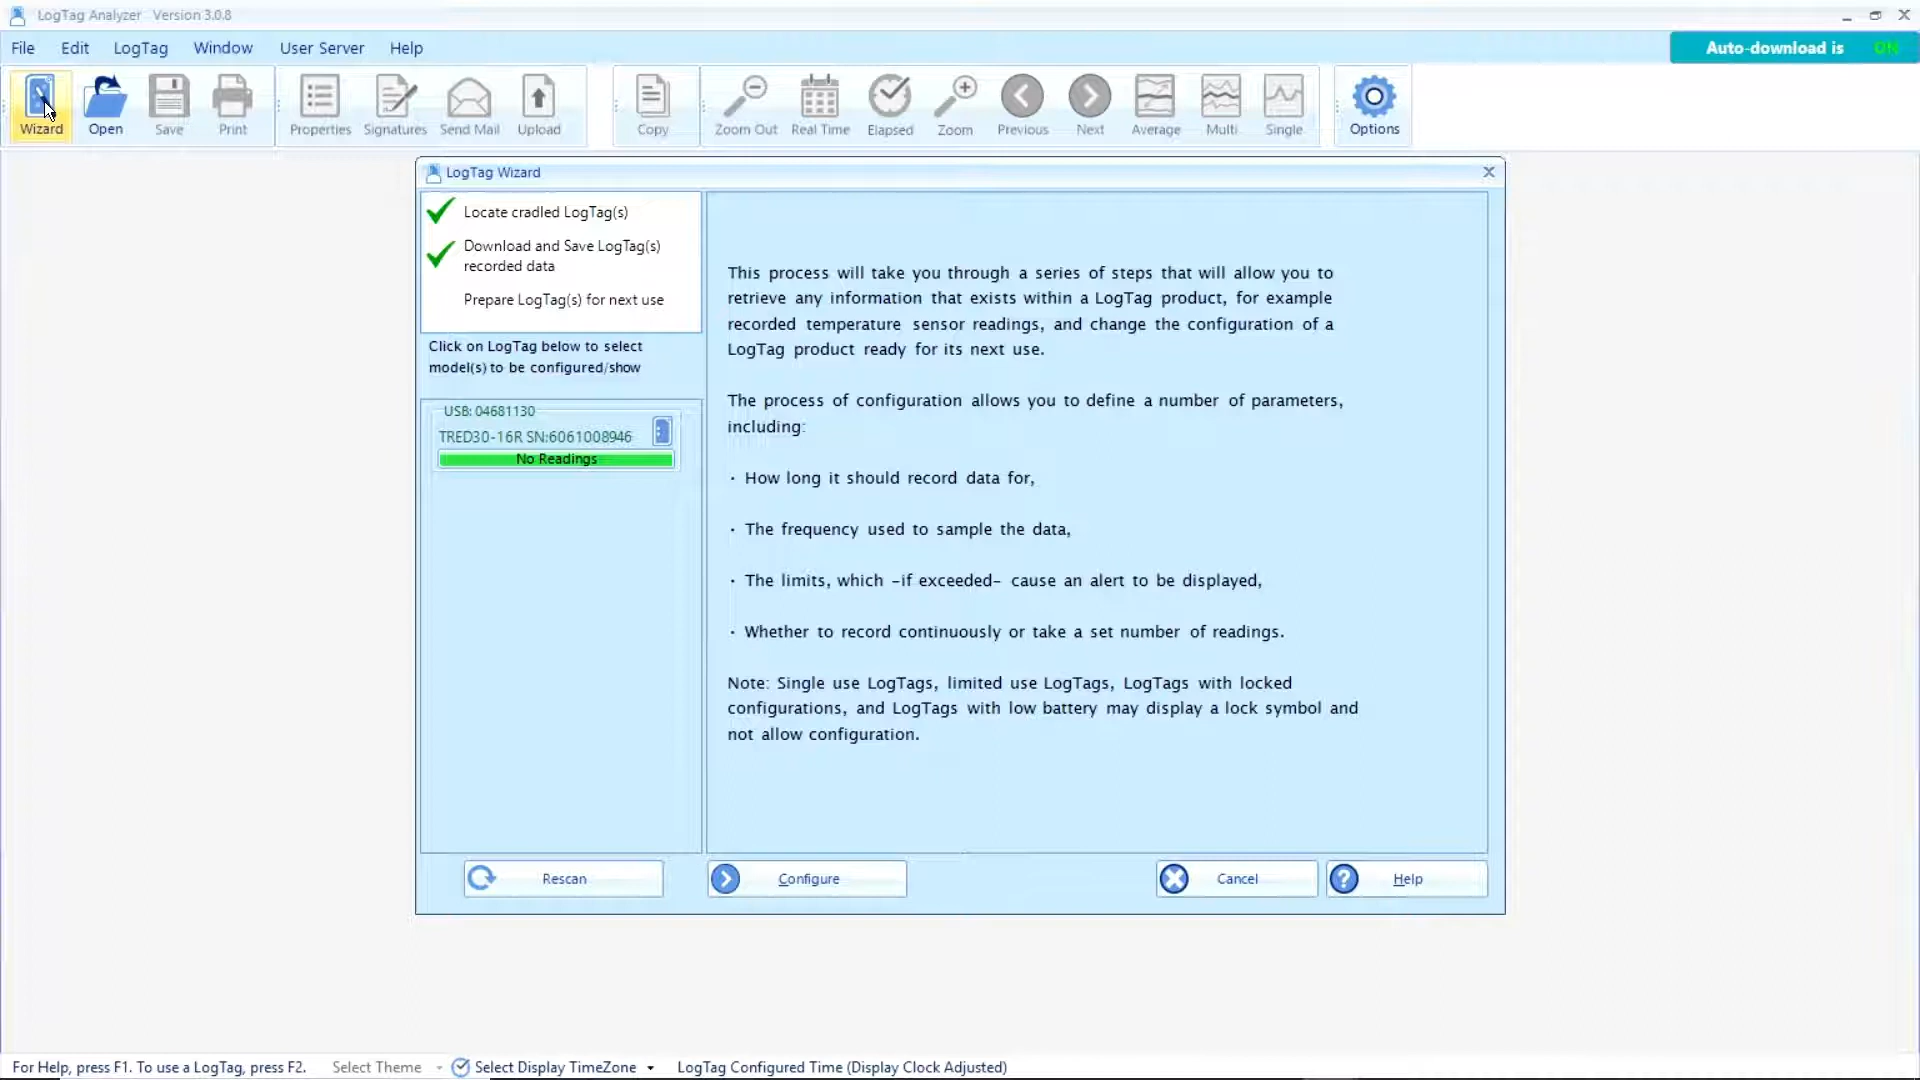 LogTag Analyzer   Version 3.0.8
File   Edit   LogTag   Window   User Server   Help
Auto-download is   ON
Wizard   Open   Save   Print   Properties   Signatures   Send Mail   Upload   Copy   Zoom Out   Real Time   Elapsed   Zoom   Previous   Next   Average   Multi   Single   Options
LogTag Wizard
Locate cradled LogTag(s)
Download and Save LogTag(s)
recorded data
Prepare LogTag(s) for next use
Click on LogTag below to select
model(s) to be configured/show
USB: 04681130
TRED30-16R SN:6061008946
No Readings
This process will take you through a series of steps that will allow you to
retrieve any information that exists within a LogTag product, for example
recorded temperature sensor readings, and change the configuration of a
LogTag product ready for its next use.
The process of configuration allows you to define a number of parameters,
including:
· How long it should record data for,
· The frequency used to sample the data,
· The limits, which -if exceeded- cause an alert to be displayed,
· Whether to record continuously or take a set number of readings.
Note: Single use LogTags, limited use LogTags, LogTags with locked
configurations, and LogTags with low battery may display a lock symbol and
not allow configuration.
Rescan   Configure   Cancel   Help
For Help, press F1. To use a LogTag, press F2.   Select Theme   Select Display TimeZone   LogTag Configured Time (Display Clock Adjusted)